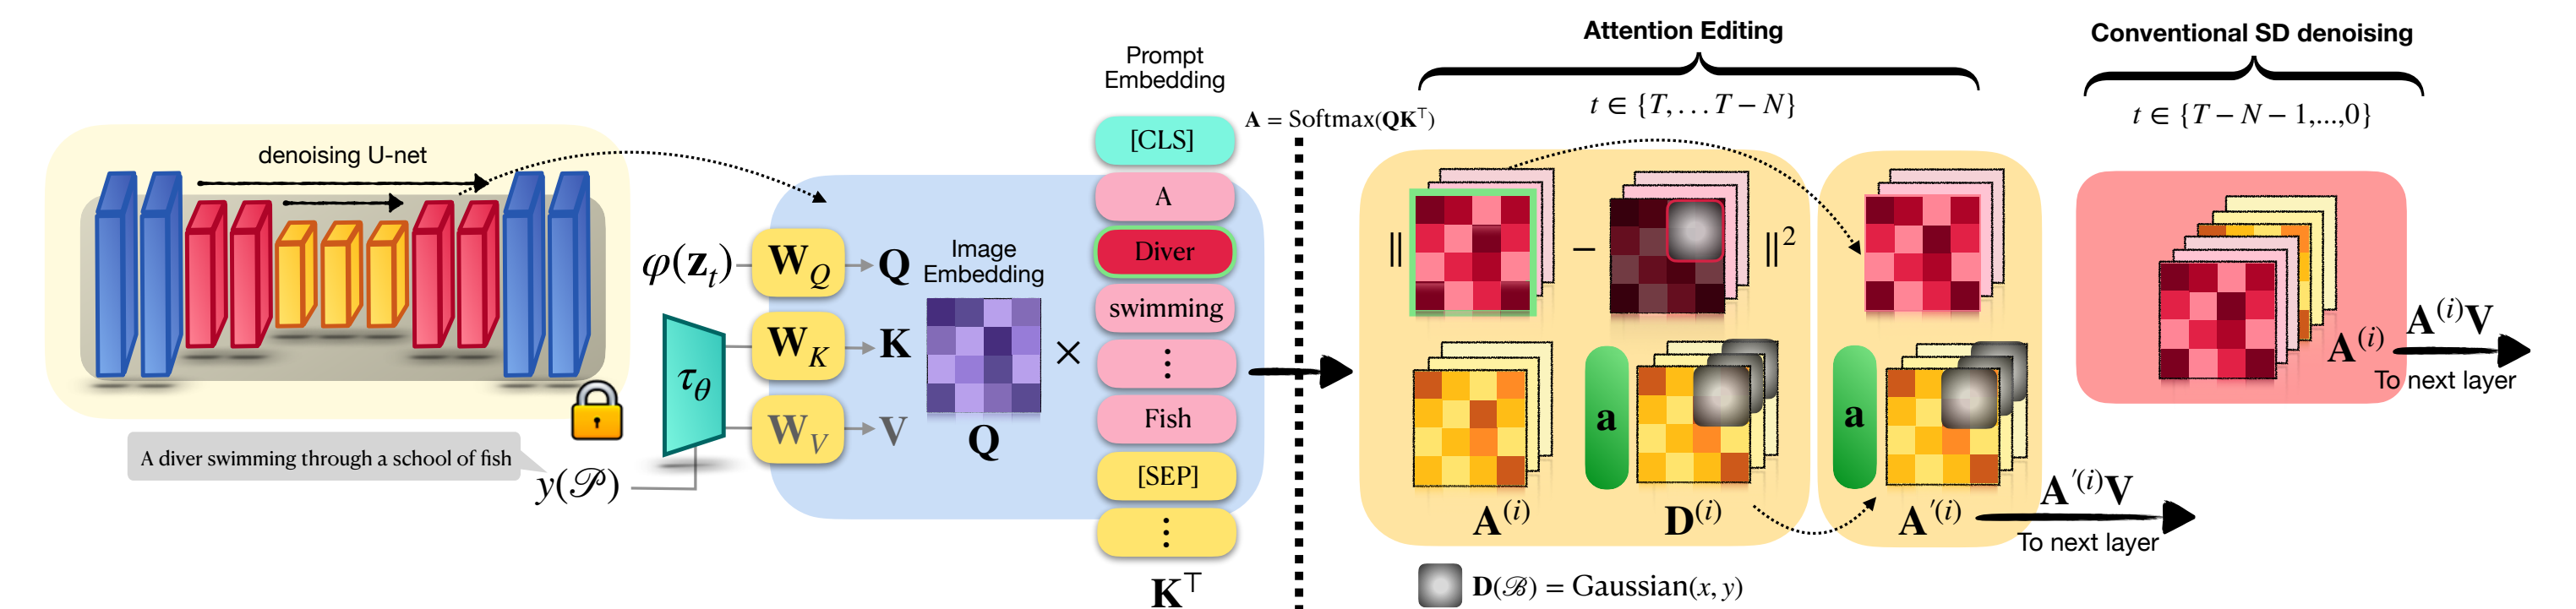 denoising U-net
A diver swimming through a school of fish
y(𝒫)
τθ
φ(zt)
WQ
Q
WK
K
WV
V
Image
Embedding
Q
×
Prompt
Embedding
[CLS]
A
Diver
swimming
⋮
Fish
[SEP]
⋮
K⊤
A = Softmax(QK⊤)
Attention Editing
t ∈ {T, . . . T − N}
‖ − ‖²
a
a
A(i)
D(i)
A′(i)
A′(i)V
To next layer
D(ℬ) = Gaussian(x, y)
Conventional SD denoising
t ∈ {T − N − 1,...,0}
A(i)
A(i)V
To next layer